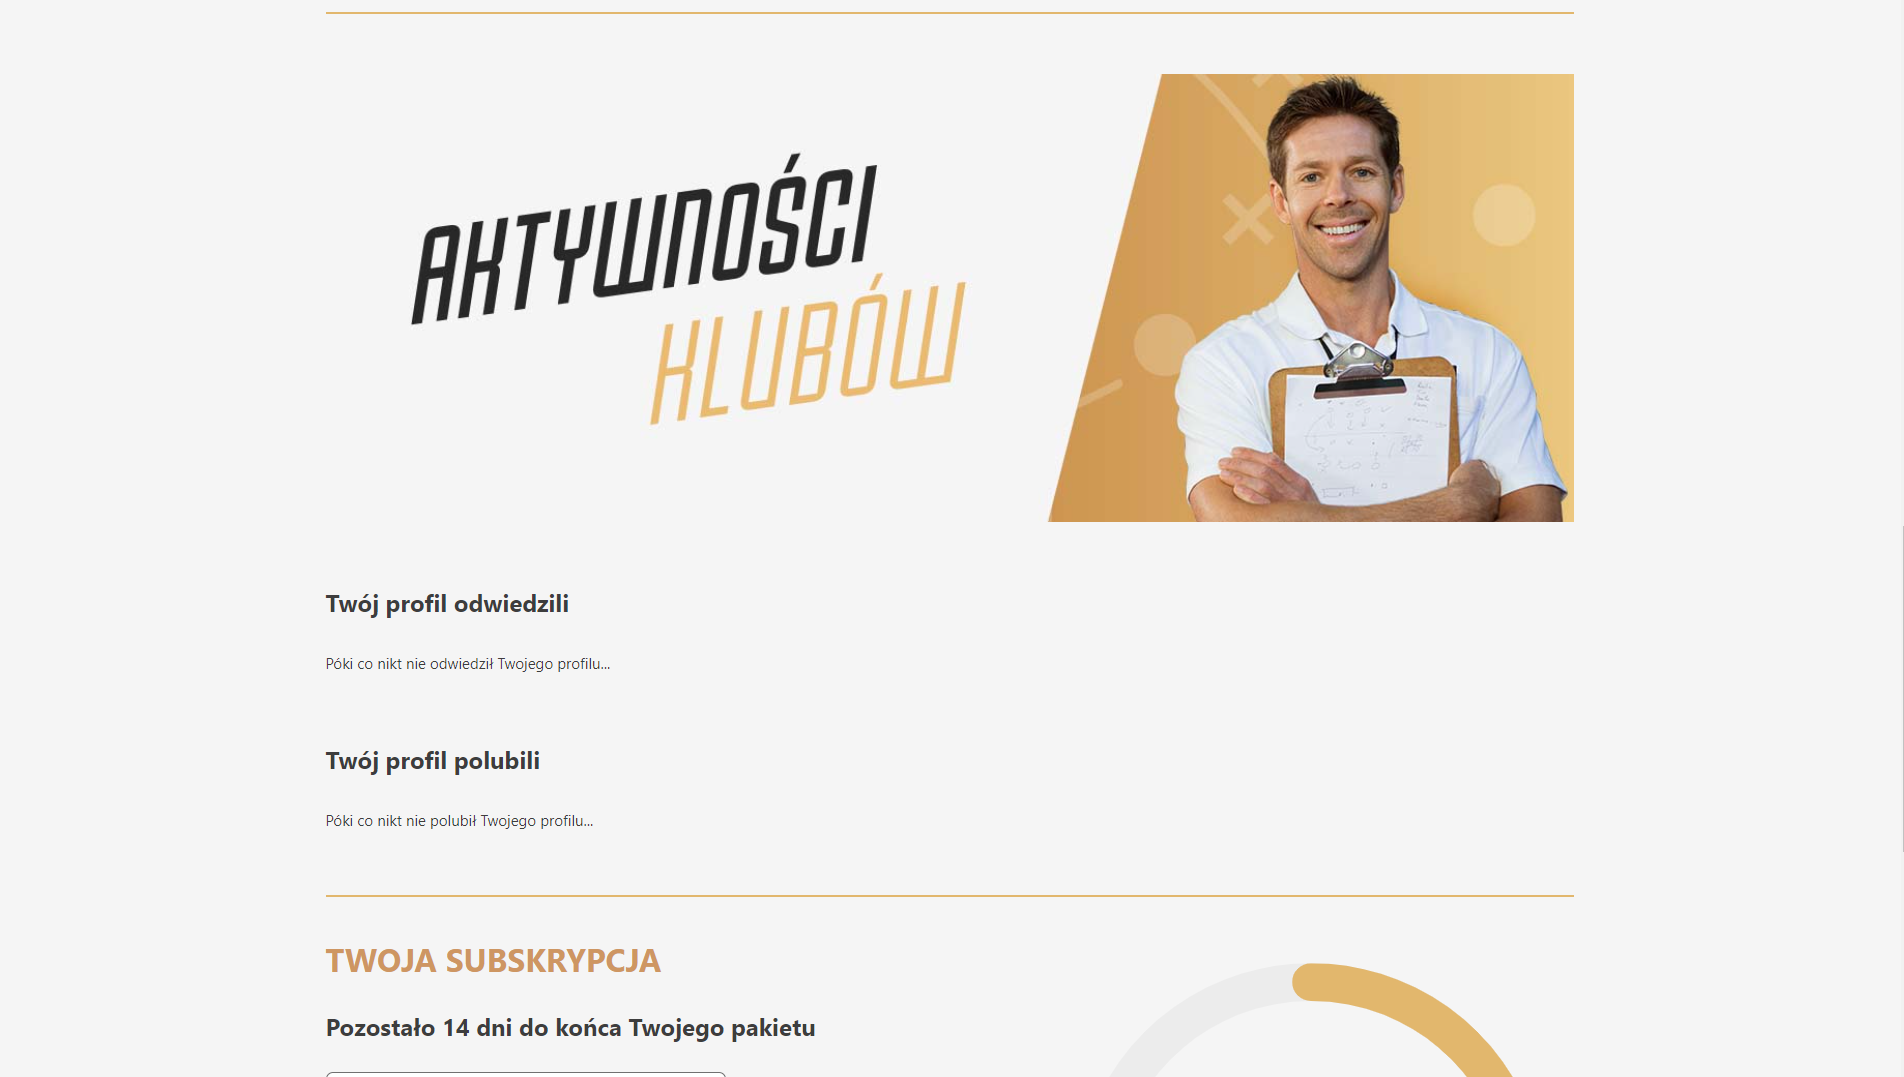 AKTYWNOŚCI
KLUBÓW
Twój profil odwiedzili
Póki co nikt nie odwiedził Twojego profilu...
Twój profil polubili
Póki co nikt nie polubił Twojego profilu...
TWOJA SUBSKRYPCJA
Pozostało 14 dni do końca Twojego pakietu